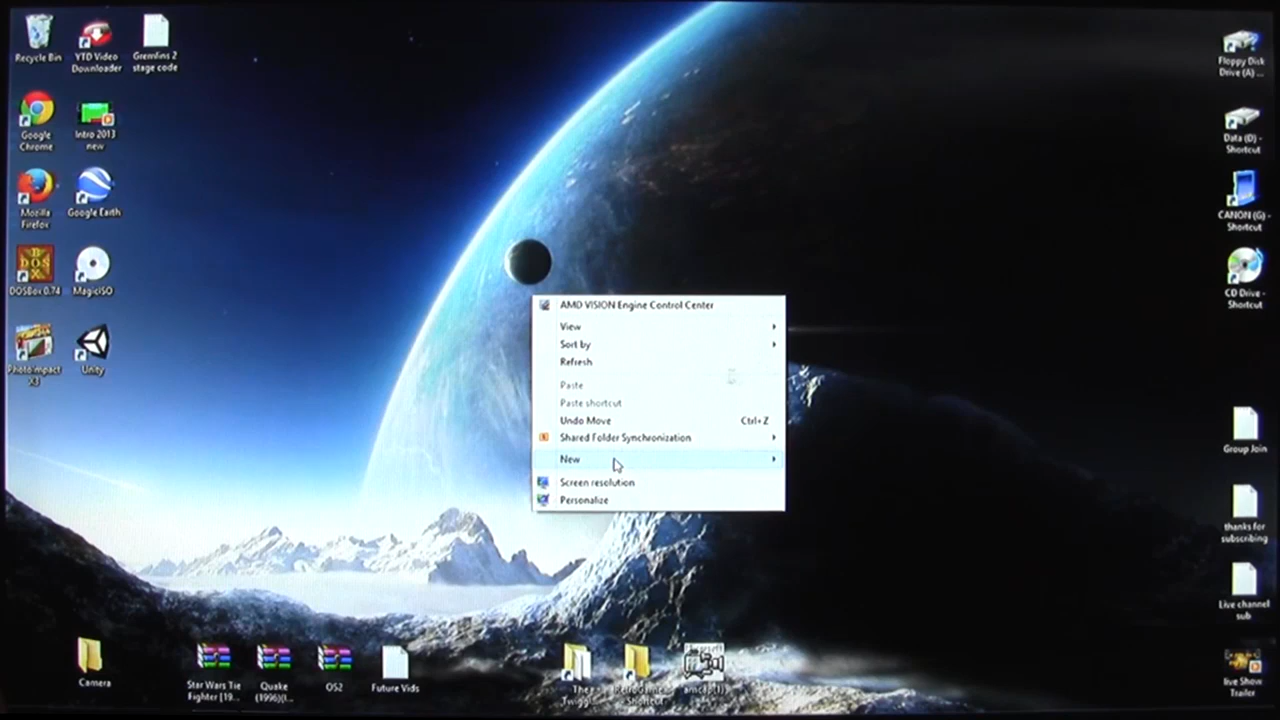 Recycle Bin
YTD Video
Downloader
Gremlins 2
stage code
Google
Chrome
Intro 2013
new
Mozilla
Firefox
Google Earth
DOSBox 0.74
MagicISO
PhotoImpact
X3
Unity
AMD VISION Engine Control Center
View
Sort by
Refresh
Paste
Paste shortcut
Undo Move Ctrl+Z
Shared Folder Synchronization
New
Screen resolution
Personalize
Floppy Disk
Drive (A) ...
Data (D) -
Shortcut
CANON (G) -
Shortcut
CD Drive -
Shortcut
Group Join
thanks for
subscribing
Live channel
sub
live Show
Trailer
Camera
Star Wars Tie
Fighter [19...
Quake
(1996)(I...
OS2
Future Vids
The
Shortcut